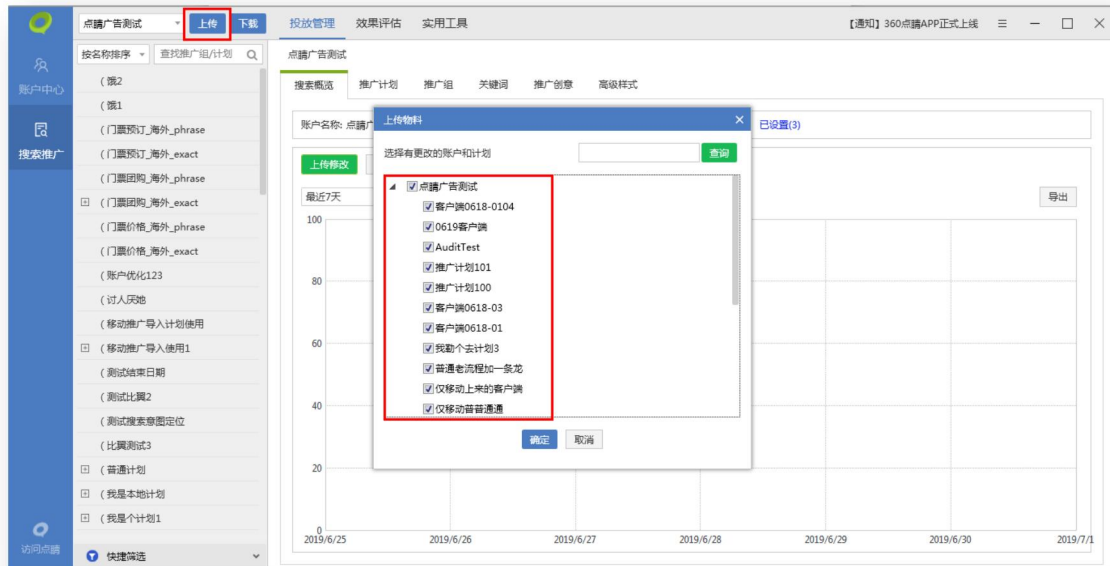 点睛广告测试
上传
下载
投放管理 效果评估 实用工具
【通知】360点睛APP正式上线
账户中心
搜索推广
访问点睛
按名称排序
查找推广组/计划
(饿2
(饿1
(门票预订_海外_phrase
(门票预订_海外_exact
(门票团购_海外_phrase
(门票团购_海外_exact
(门票价格_海外_phrase
(门票价格_海外_exact
(账户优化123
(讨人厌她
(移动推广导入计划使用
(移动推广导入使用1
(测试结束日期
(测试比翼2
(测试搜索意图定位
(比翼测试3
(普通计划
(我是本地计划
(我是个计划1
快捷筛选
点睛广告测试
搜索概览 推广计划 推广组 关键词 推广创意 高级样式
账户名称: 点睛广
已设置(3)
上传修改
最近7天
导出
上传物料
选择有更改的账户和计划
查询
点睛广告测试
客户端0618-0104
0619客户端
AuditTest
推广计划101
推广计划100
客户端0618-03
客户端0618-01
我勒个去计划3
普通老流程加一条龙
仅移动上来的客户端
仅移动普普通通
确定 取消
100
80
60
40
20
0
2019/6/25 2019/6/26 2019/6/27 2019/6/28 2019/6/29 2019/6/30 2019/7/1